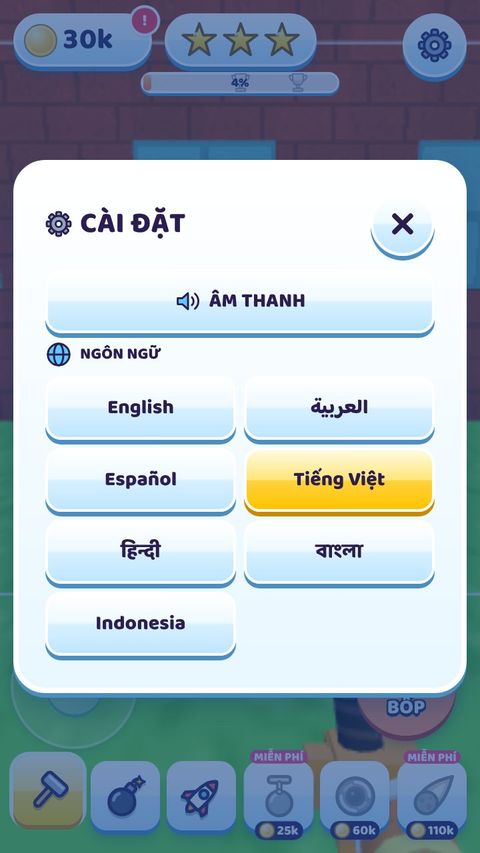 30k
!
4%
CÀI ĐẶT
ÂM THANH
NGÔN NGỮ
English
العربية
Español
Tiếng Việt
हिन्दी
বাংলা
Indonesia
BỐP
MIỄN PHÍ
MIỄN PHÍ
25k
60k
110k